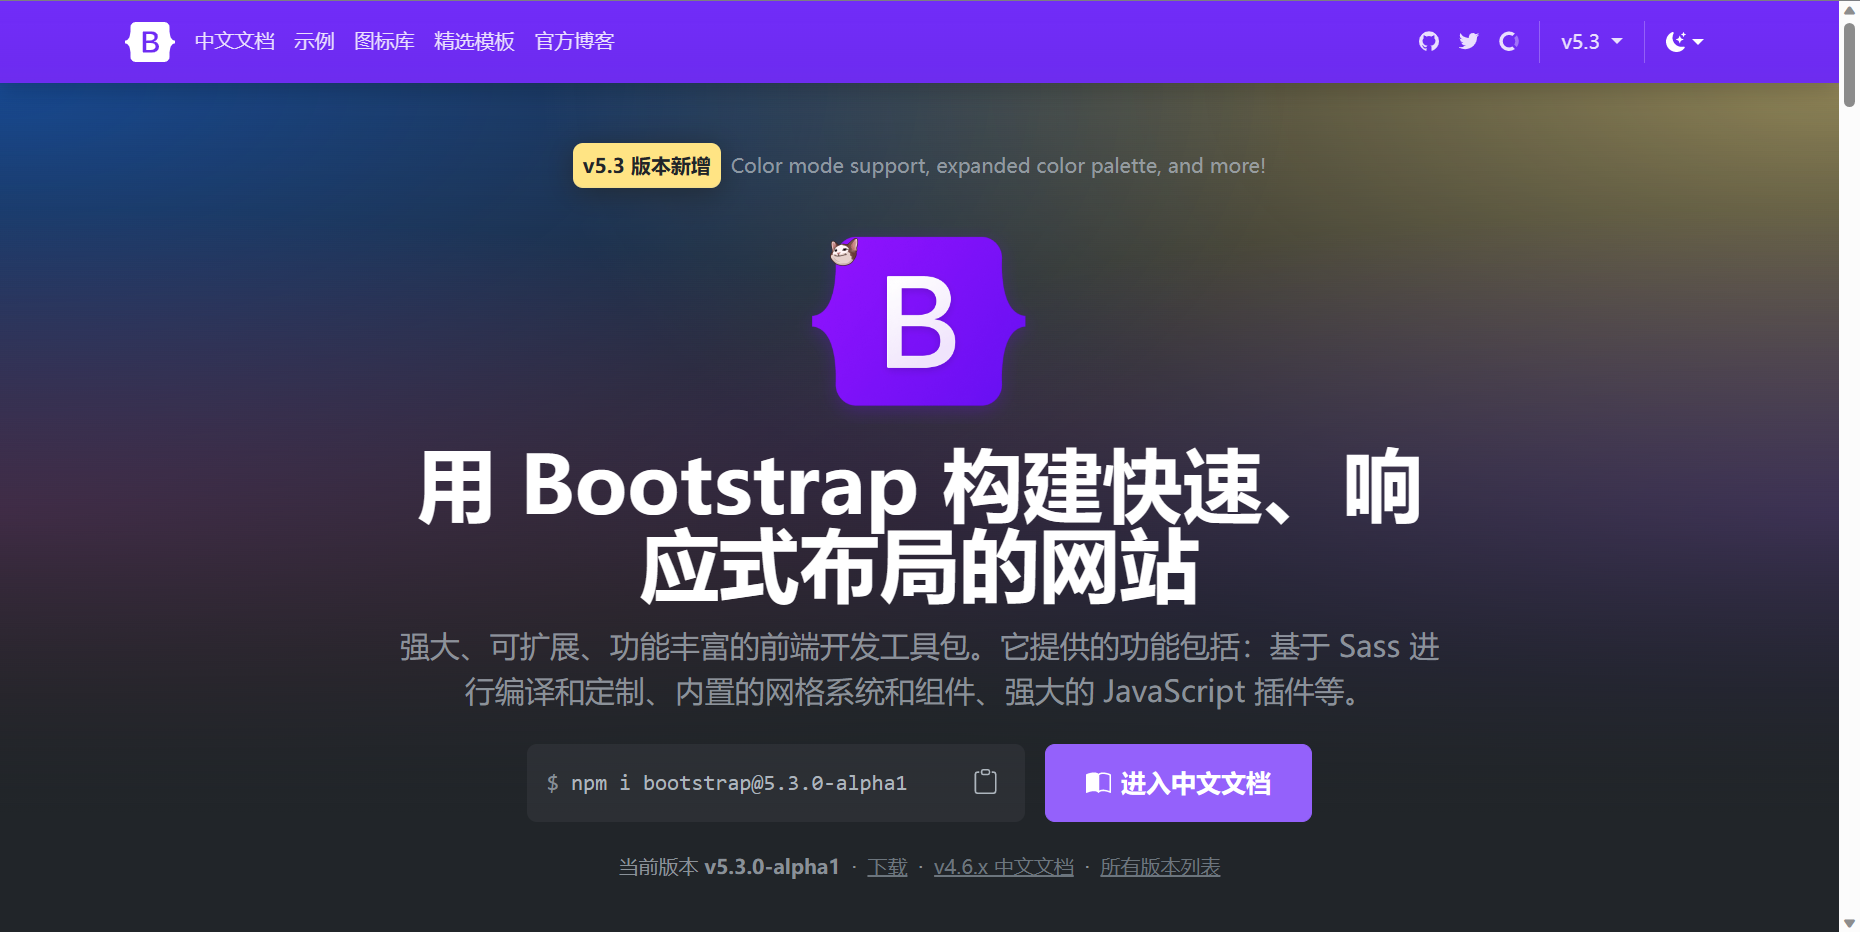 B 中文文档 示例 图标库 精选模板 官方博客 v5.3
v5.3 版本新增 Color mode support, expanded color palette, and more!
B
用 Bootstrap 构建快速、响
应式布局的网站
强大、可扩展、功能丰富的前端开发工具包。它提供的功能包括：基于 Sass 进
行编译和定制、内置的网格系统和组件、强大的 JavaScript 插件等。
$ npm i bootstrap@5.3.0-alpha1 进入中文文档
当前版本 v5.3.0-alpha1 · 下载 · v4.6.x 中文文档 · 所有版本列表